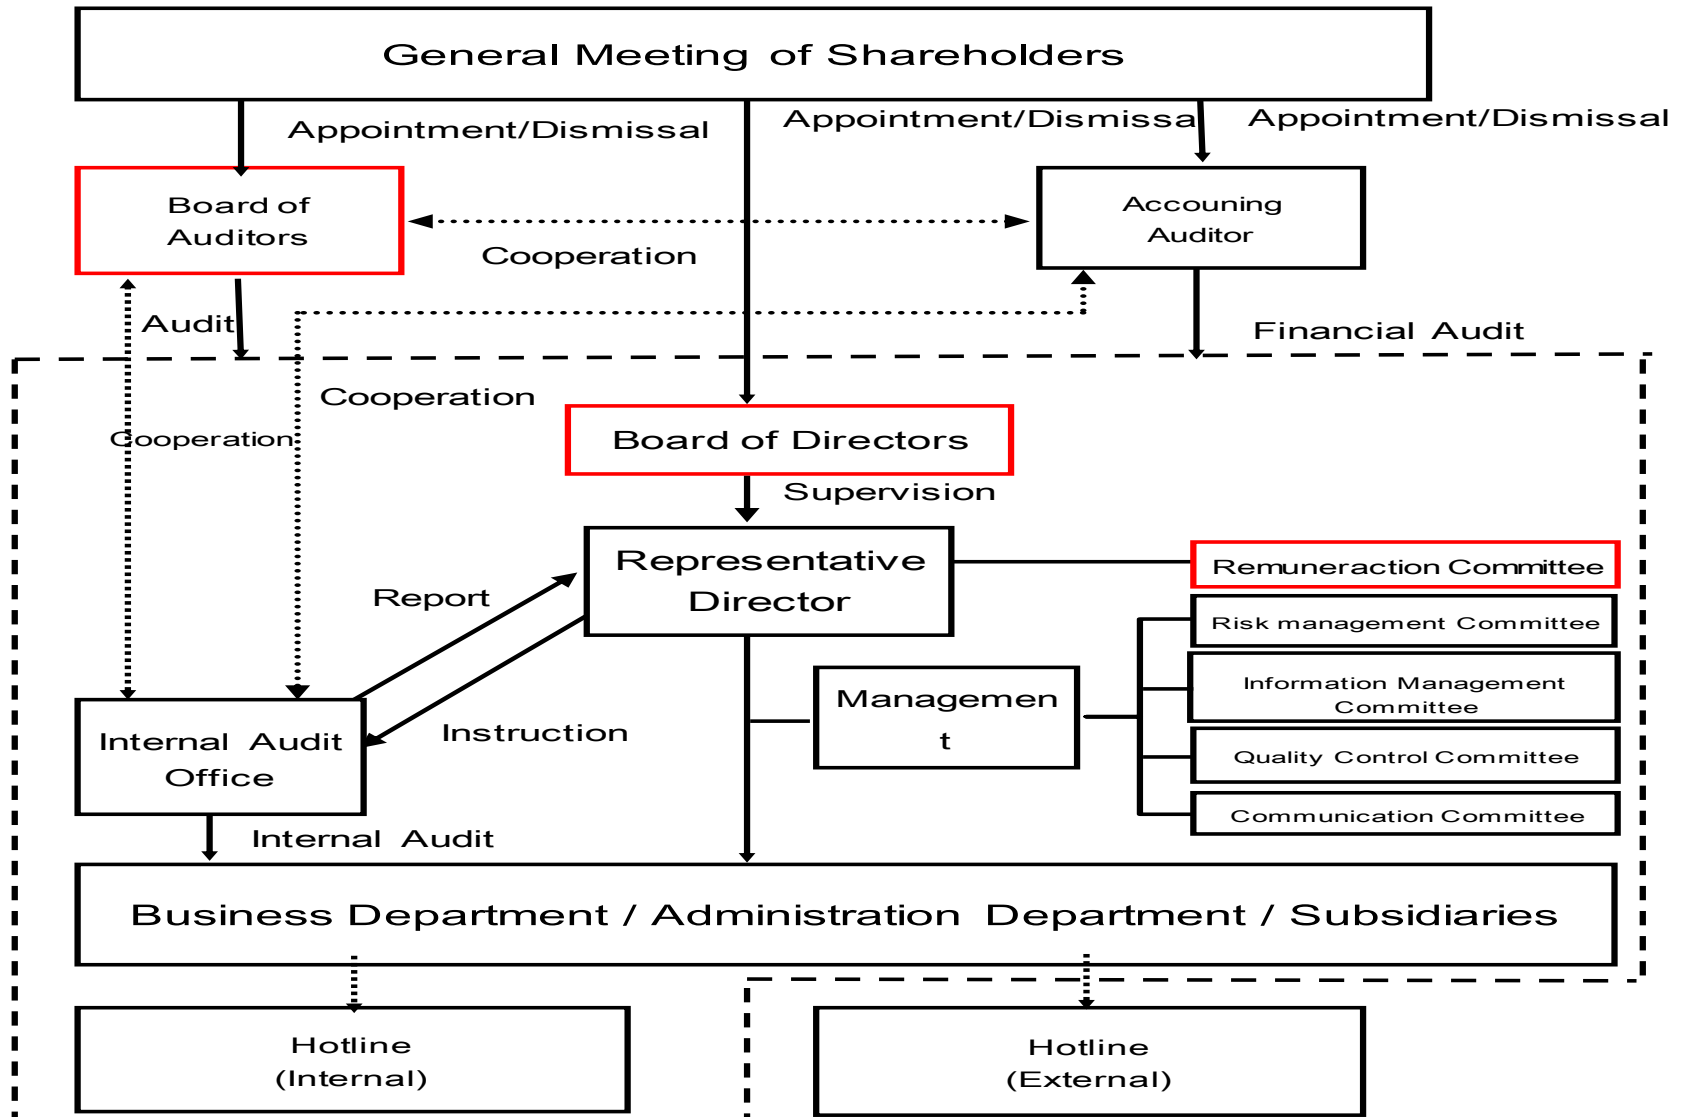 General Meeting of Shareholders
Appointment/Dismissal
Appointment/Dismissa
Appointment/Dismissal
Board of
Auditors
Accouning
Auditor
Cooperation
Audit
Financial Audit
Cooperation
Cooperation
Board of Directors
Supervision
Representative
Director
Remuneraction Committee
Report
Risk management Committee
Managemen
t
Information Management
Committee
Instruction
Internal Audit
Office
Quality Control Committee
Communication Committee
Internal Audit
Business Department / Administration Department / Subsidiaries
Hotline
(Internal)
Hotline
(External)